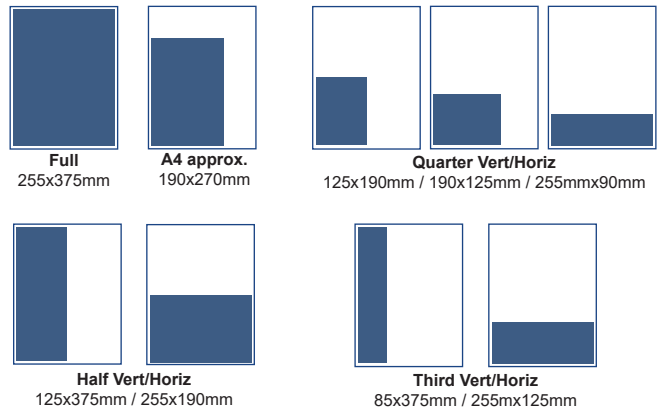 Full
255x375mm
A4 approx.
190x270mm
Quarter Vert/Horiz
125x190mm / 190x125mm / 255mmx90mm
Half Vert/Horiz
125x375mm / 255x190mm
Third Vert/Horiz
85x375mm / 255mx125mm